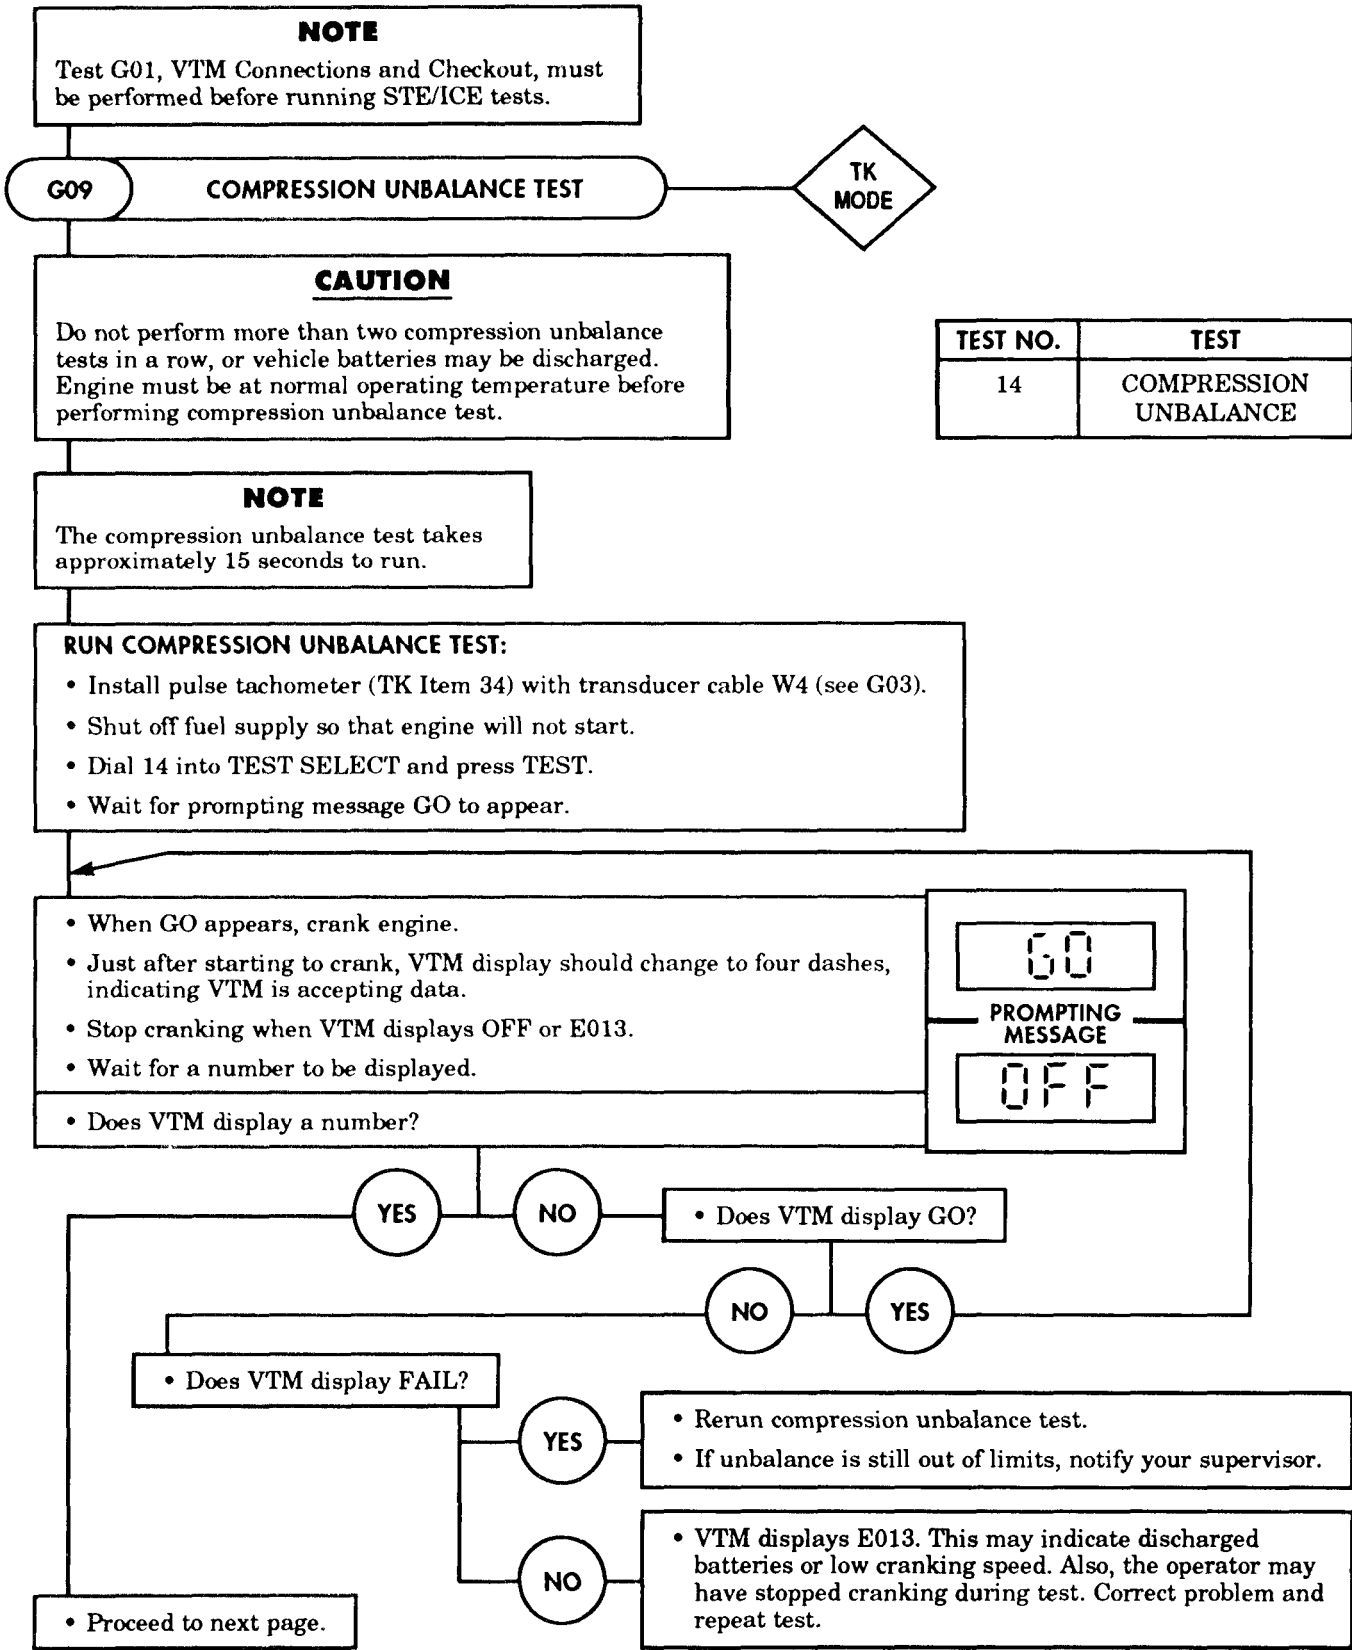 NOTE
Test G01, VTM Connections and Checkout, must
be performed before running STE/ICE tests.
G09
COMPRESSION UNBALANCE TEST
TK
MODE
CAUTION
Do not perform more than two compression unbalance
tests in a row, or vehicle batteries may be discharged.
Engine must be at normal operating temperature before
performing compression unbalance test.
TEST NO. TEST
14 COMPRESSION
UNBALANCE
NOTE
The compression unbalance test takes
approximately 15 seconds to run.
RUN COMPRESSION UNBALANCE TEST:
• Install pulse tachometer (TK Item 34) with transducer cable W4 (see G03).
• Shut off fuel supply so that engine will not start.
• Dial 14 into TEST SELECT and press TEST.
• Wait for prompting message GO to appear.
• When GO appears, crank engine.
• Just after starting to crank, VTM display should change to four dashes,
indicating VTM is accepting data.
• Stop cranking when VTM displays OFF or E013.
• Wait for a number to be displayed.
• Does VTM display a number?
GO
PROMPTING
MESSAGE
OFF
YES
NO
• Does VTM display GO?
NO
YES
• Does VTM display FAIL?
YES
• Rerun compression unbalance test.
• If unbalance is still out of limits, notify your supervisor.
NO
• VTM displays E013. This may indicate discharged
batteries or low cranking speed. Also, the operator may
have stopped cranking during test. Correct problem and
repeat test.
• Proceed to next page.